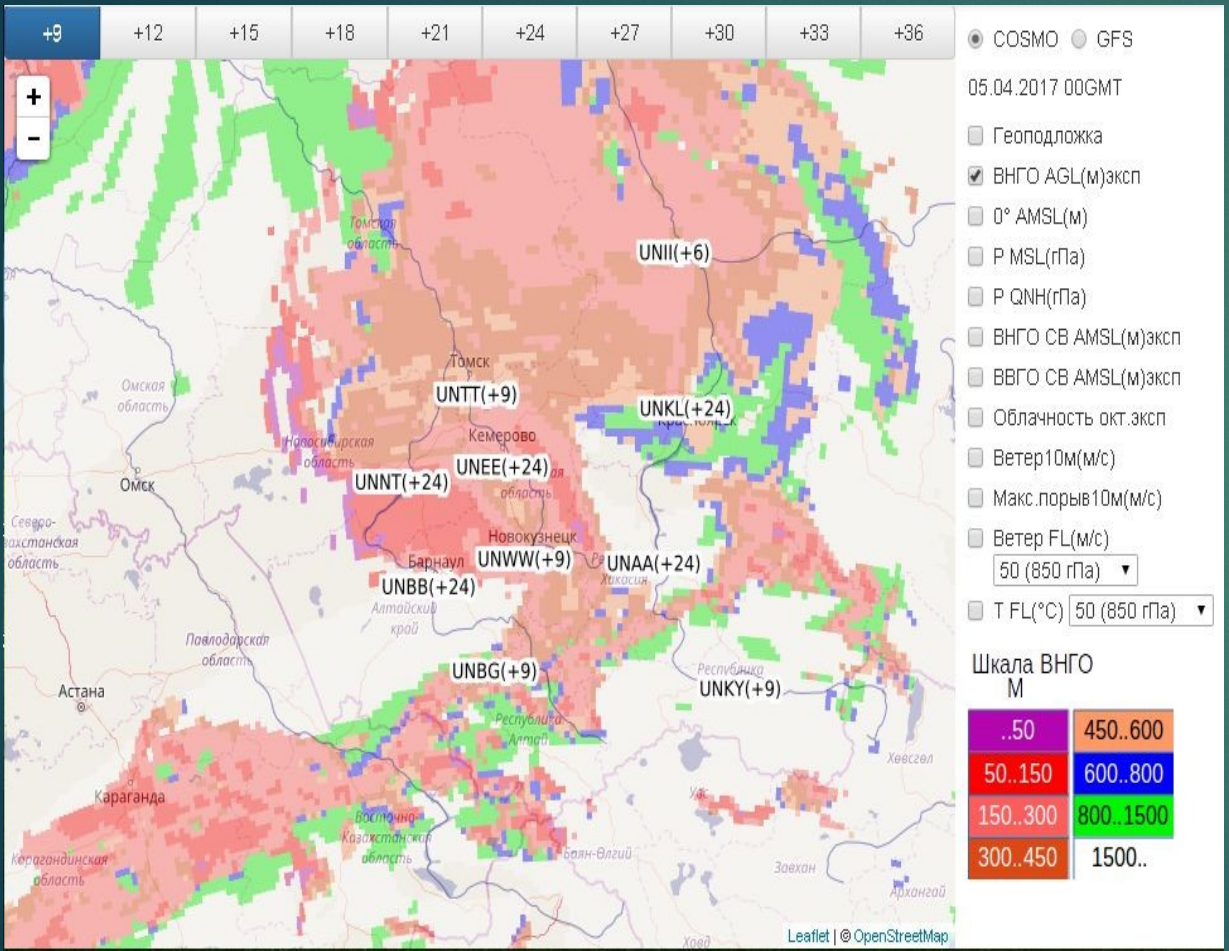 +9 +12 +15 +18 +21 +24 +27 +30 +33 +36
+
−
Томская
область
UNII(+6)
Томск
UNTT(+9)
Омская
область
UNKL(+24)
Кемерово
Новосибирская
область
UNEE(+24)
UNNT(+24)
область
Омск
Новокузнецк
Барнаул
UNWW(+9)
UNAA(+24)
Хакасия
UNBB(+24)
Алтайский
край
Павлодарская
область
UNBG(+9)
Республика
UNKY(+9)
Астана
Республика
Алтай
Хөвсгөл
Караганда
Увс
Восточно-
Казахстанская
область
Баян-Өлгий
Карагандинская
область
Завхан
Архангай
Ховд
Leaflet | © OpenStreetMap
COSMO GFS
05.04.2017 00GMT
Геоподложка
ВНГО AGL(м)эксп
0° AMSL(м)
P MSL(гПа)
P QNH(гПа)
ВНГО СВ AMSL(м)эксп
ВВГО СВ AMSL(м)эксп
Облачность окт.эксп
Ветер10м(м/с)
Макс.порыв10м(м/с)
Ветер FL(м/с)
50 (850 гПа)
T FL(°C) 50 (850 гПа)
Шкала ВНГО
М
..50 450..600
50..150 600..800
150..300 800..1500
300..450 1500..